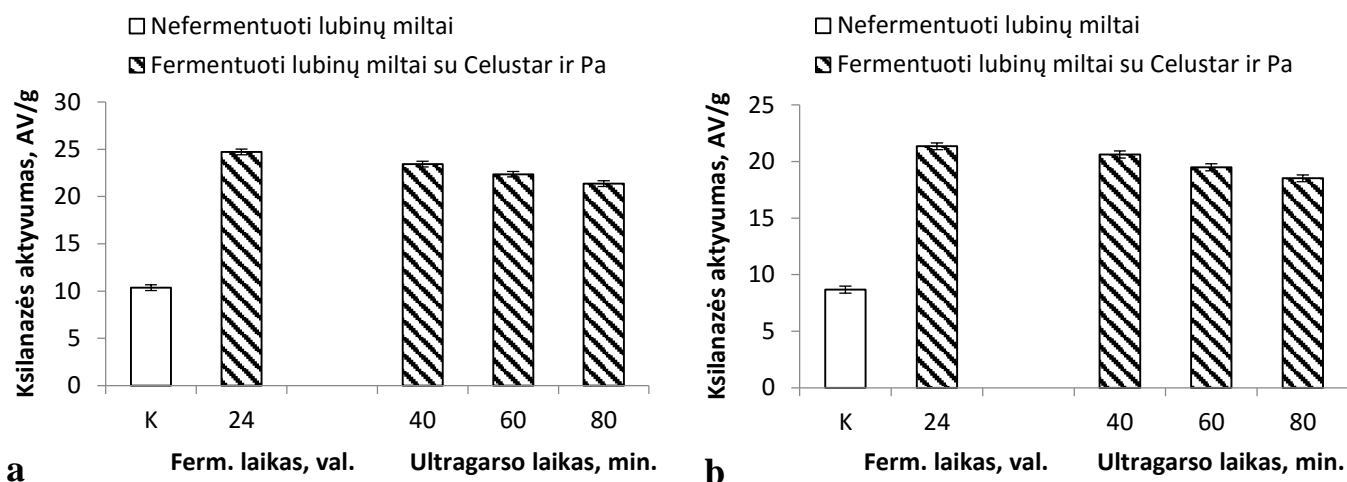 Nefermentuoti lubinų miltai
Fermentuoti lubinų miltai su Celustar ir Pa
Ksilanazės aktyvumas, AV/g
30
25
20
15
10
5
0
K 24 40 60 80
Ferm. laikas, val. Ultragarso laikas, min.
a
Nefermentuoti lubinų miltai
Fermentuoti lubinų miltai su Celustar ir Pa
Ksilanazės aktyvumas, AV/g
25
20
15
10
5
0
K 24 40 60 80
Ferm. laikas, val. Ultragarso laikas, min.
b